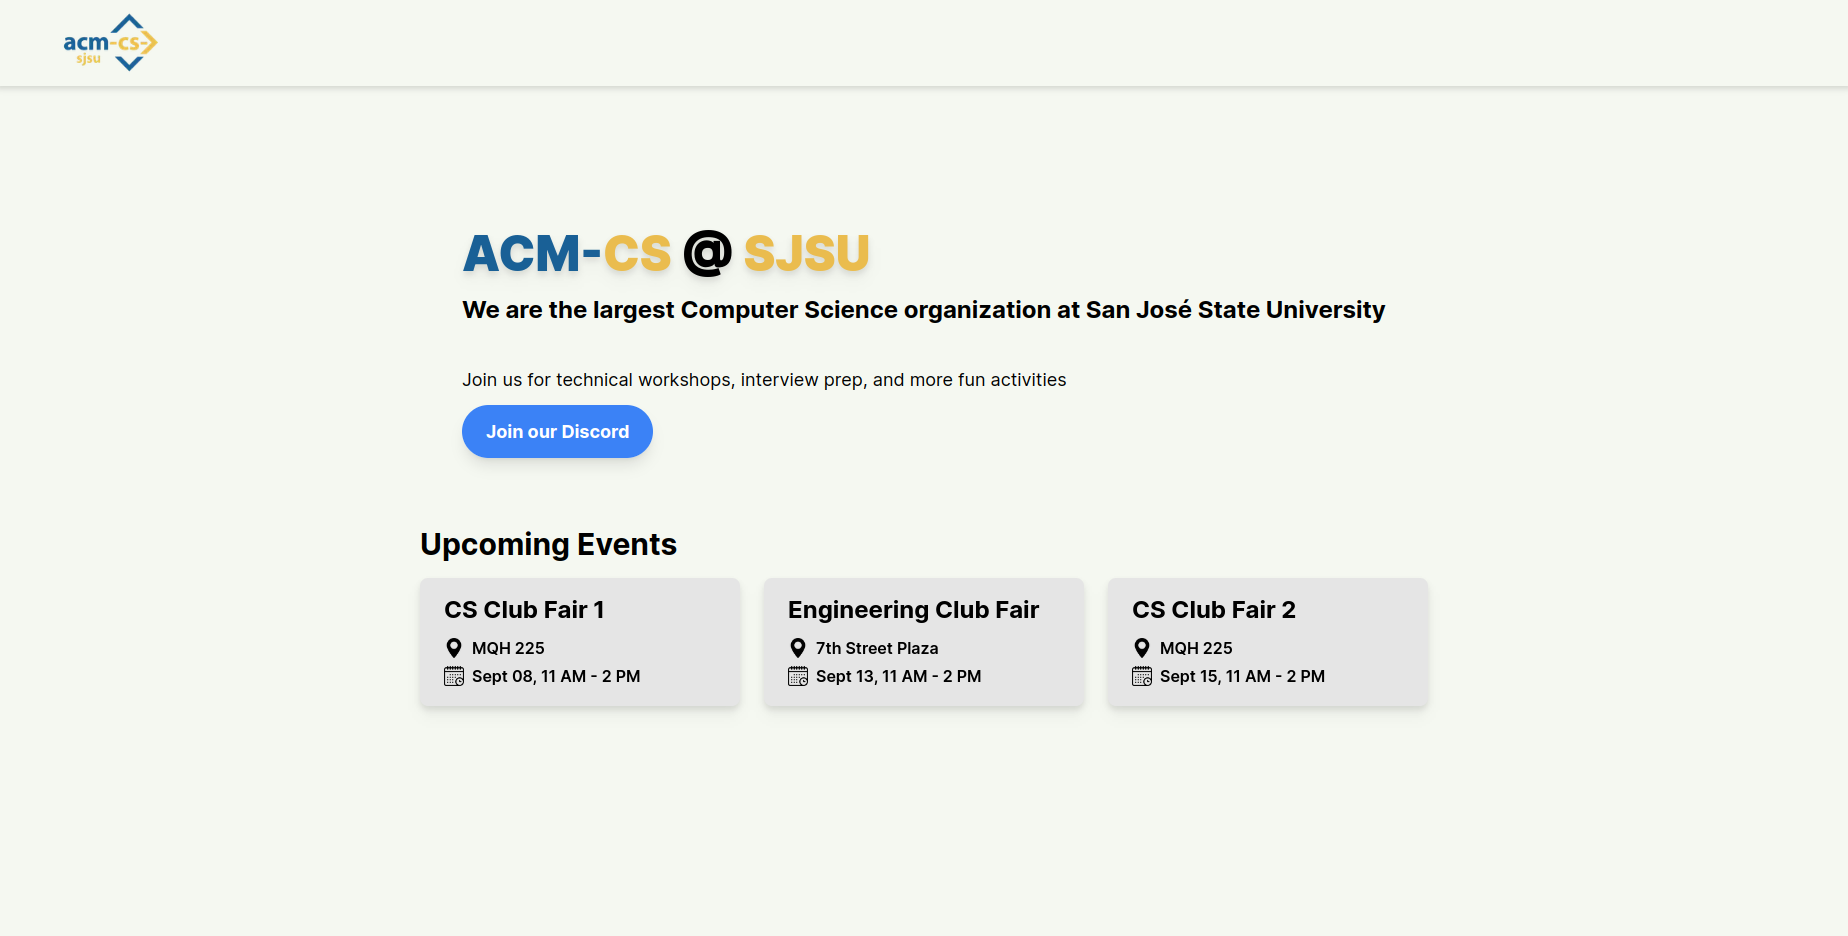 acm-cs-
sjsu
ACM-CS @ SJSU
We are the largest Computer Science organization at San José State University
Join us for technical workshops, interview prep, and more fun activities
Join our Discord
Upcoming Events
CS Club Fair 1
MQH 225
Sept 08, 11 AM - 2 PM
Engineering Club Fair
7th Street Plaza
Sept 13, 11 AM - 2 PM
CS Club Fair 2
MQH 225
Sept 15, 11 AM - 2 PM